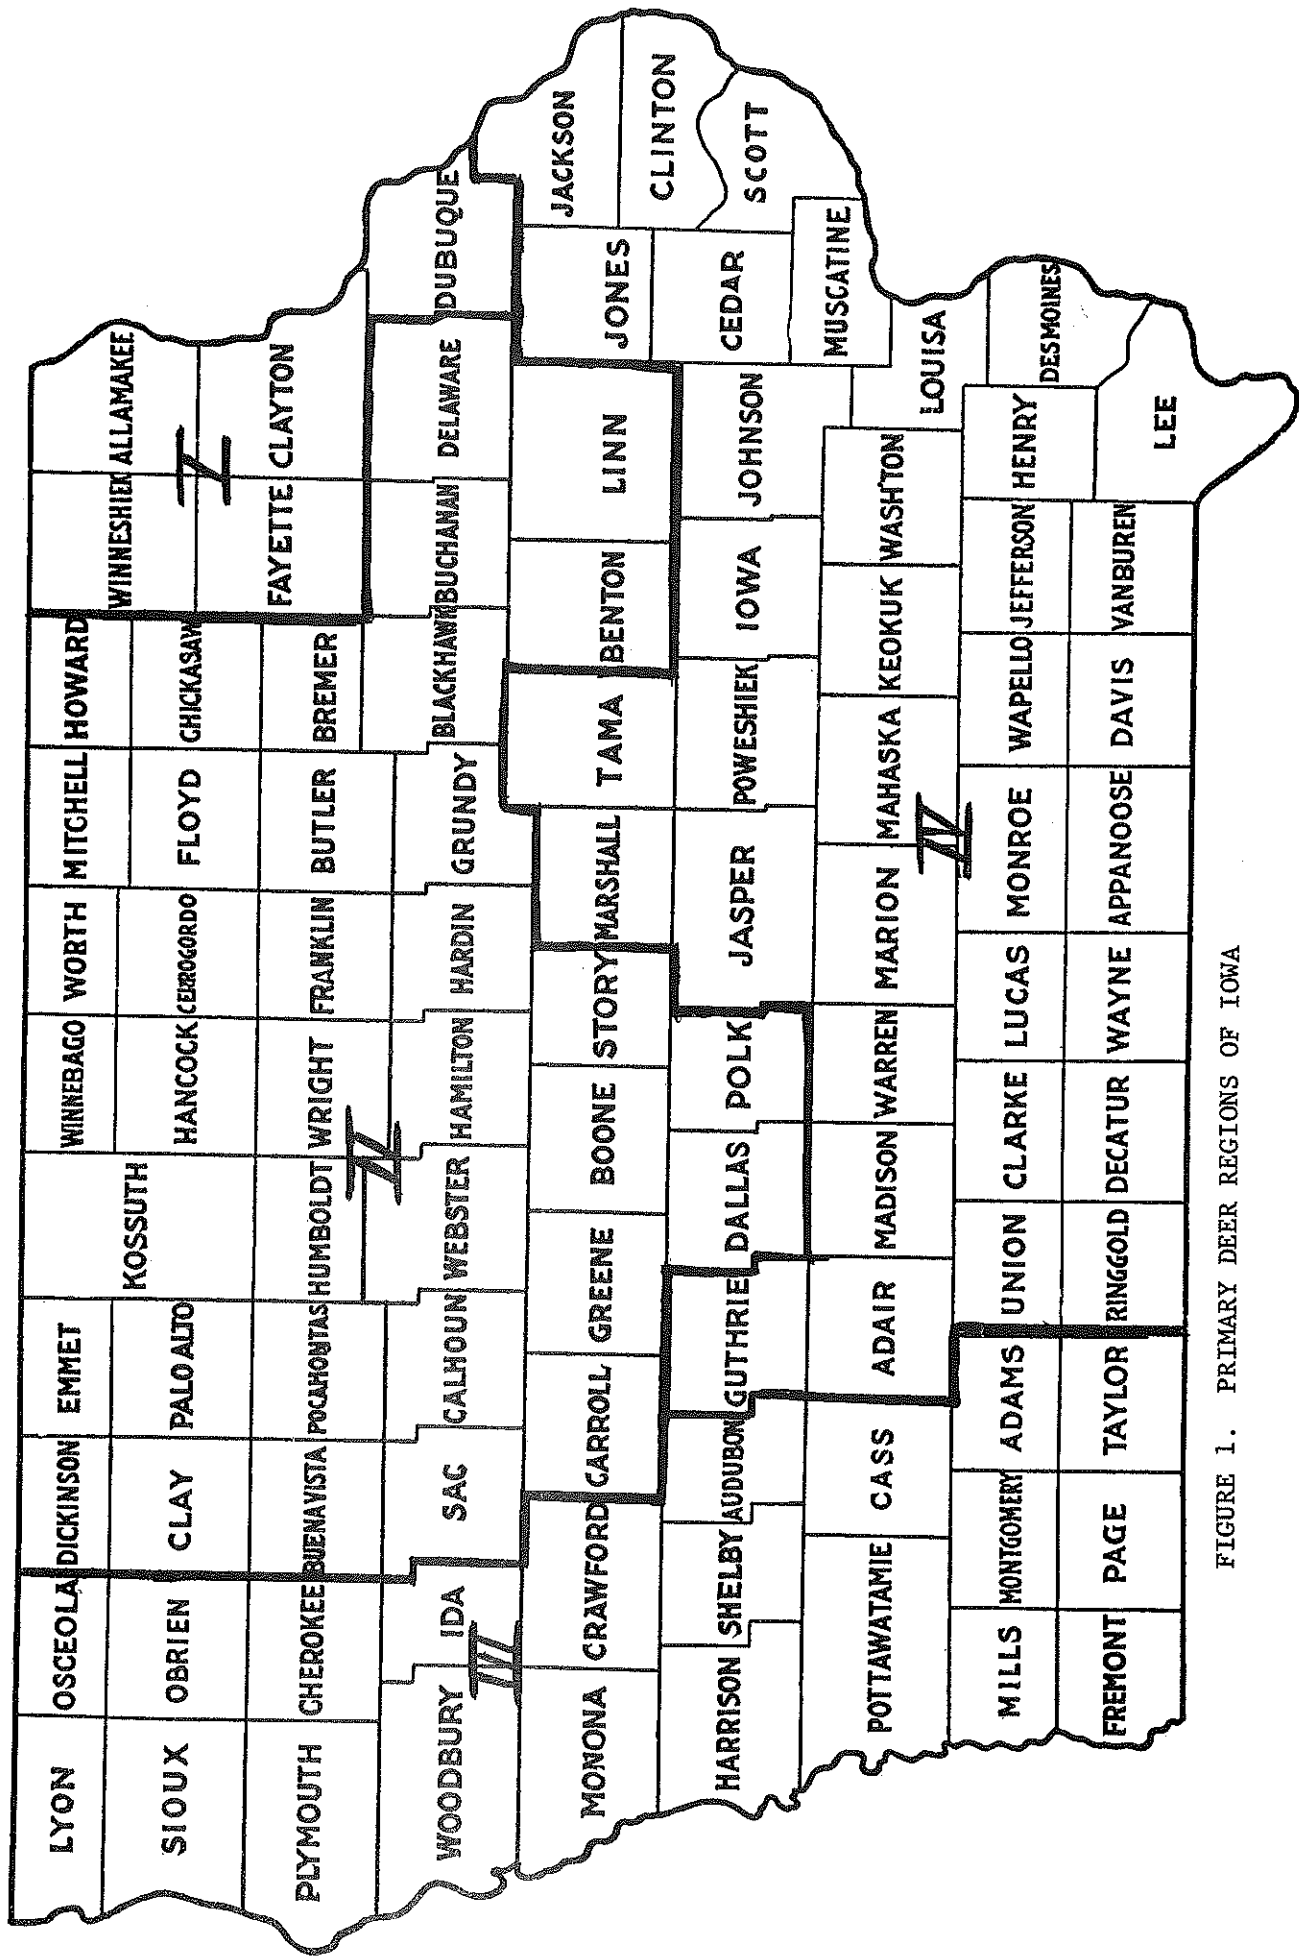 LYON OSCEOLA DICKINSON EMMET KOSSUTH WINNEBAGO WORTH MITCHELL HOWARD WINNESHIEK ALLAMAKEE
SIOUX OBRIEN CLAY PALOALTO HANCOCK CERROGORDO FLOYD CHICKASAW
I
PLYMOUTH CHEROKEE BUENAVISTA POCAHONTAS HUMBOLDT WRIGHT FRANKLIN BUTLER BREMER FAYETTE CLAYTON
II
WOODBURY IDA SAC CALHOUN WEBSTER HAMILTON HARDIN GRUNDY BLACKHAWK BUCHANAN DELAWARE DUBUQUE
III
MONONA CRAWFORD CARROLL GREENE BOONE STORY MARSHALL TAMA BENTON LINN JONES JACKSON
HARRISON SHELBY AUDUBON GUTHRIE DALLAS POLK JASPER POWESHIEK IOWA JOHNSON CEDAR CLINTON
SCOTT
POTTAWATAMIE CASS ADAIR MADISON WARREN MARION MAHASKA KEOKUK WASH'TON MUSCATINE
LOUISA
IV
MILLS MONTGOMERY ADAMS UNION CLARKE LUCAS MONROE WAPELLO JEFFERSON HENRY DESMOINES
FREMONT PAGE TAYLOR RINGGOLD DECATUR WAYNE APPANOOSE DAVIS VANBUREN LEE
FIGURE 1. PRIMARY DEER REGIONS OF IOWA